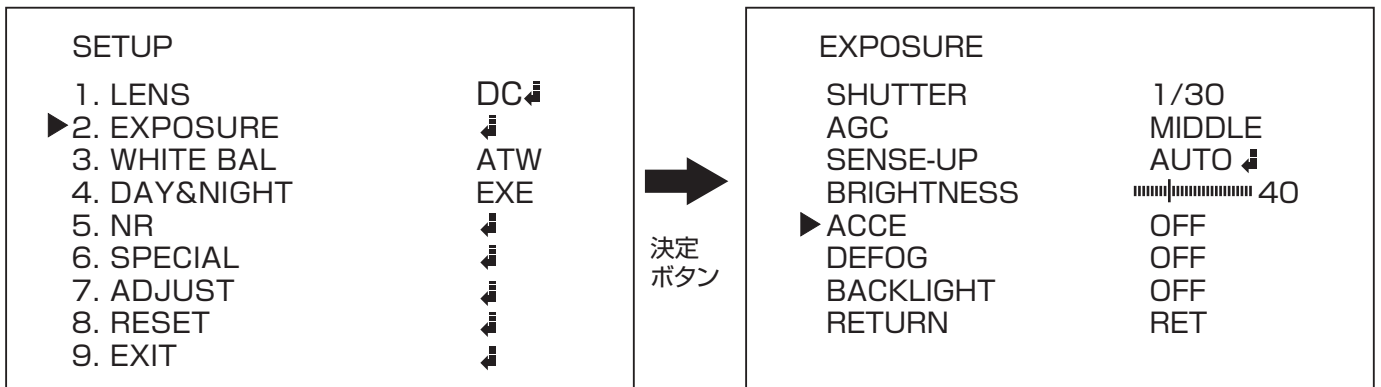 SETUP
1. LENS DC
▶2. EXPOSURE
3. WHITE BAL ATW
4. DAY&NIGHT EXE
5. NR
6. SPECIAL
7. ADJUST
8. RESET
9. EXIT
決定
ボタン
EXPOSURE
SHUTTER 1/30
AGC MIDDLE
SENSE-UP AUTO
BRIGHTNESS 40
▶ACCE OFF
DEFOG OFF
BACKLIGHT OFF
RETURN RET